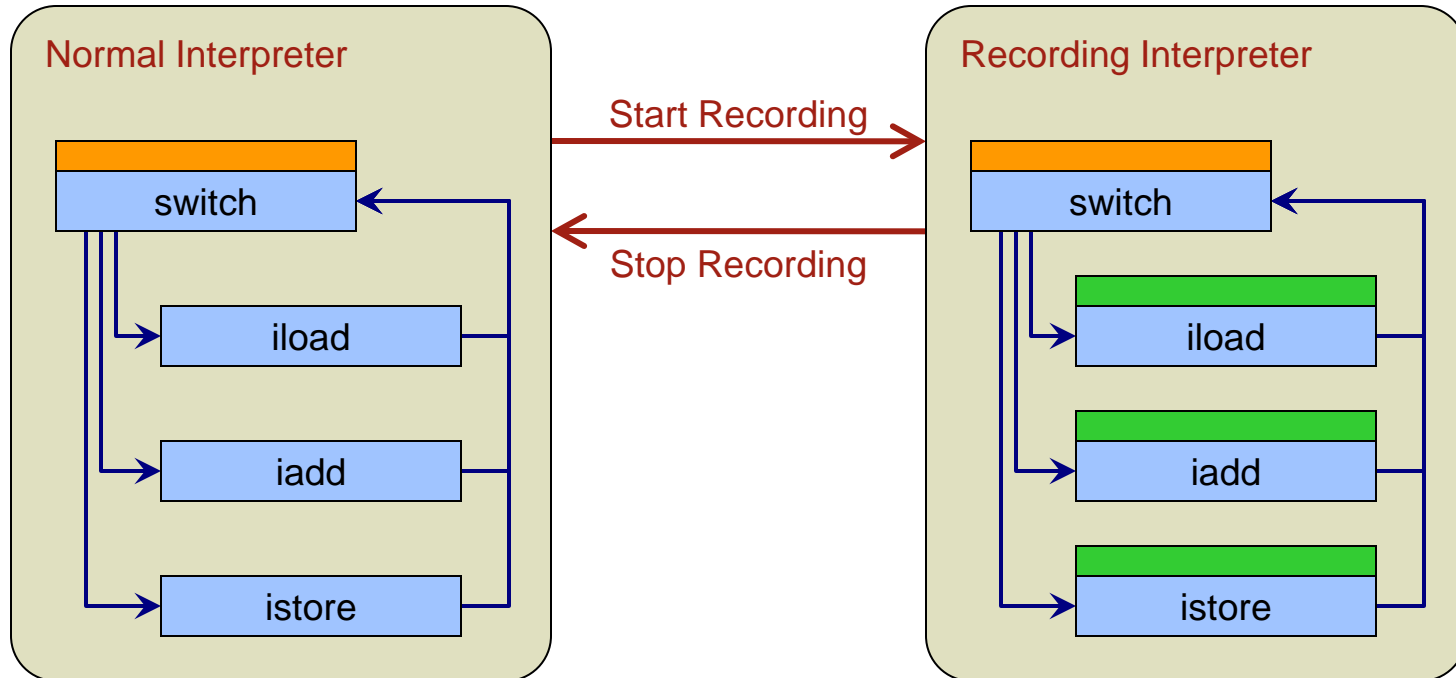 Normal Interpreter
switch
iload
iadd
istore
Start Recording
Stop Recording
Recording Interpreter
switch
iload
iadd
istore